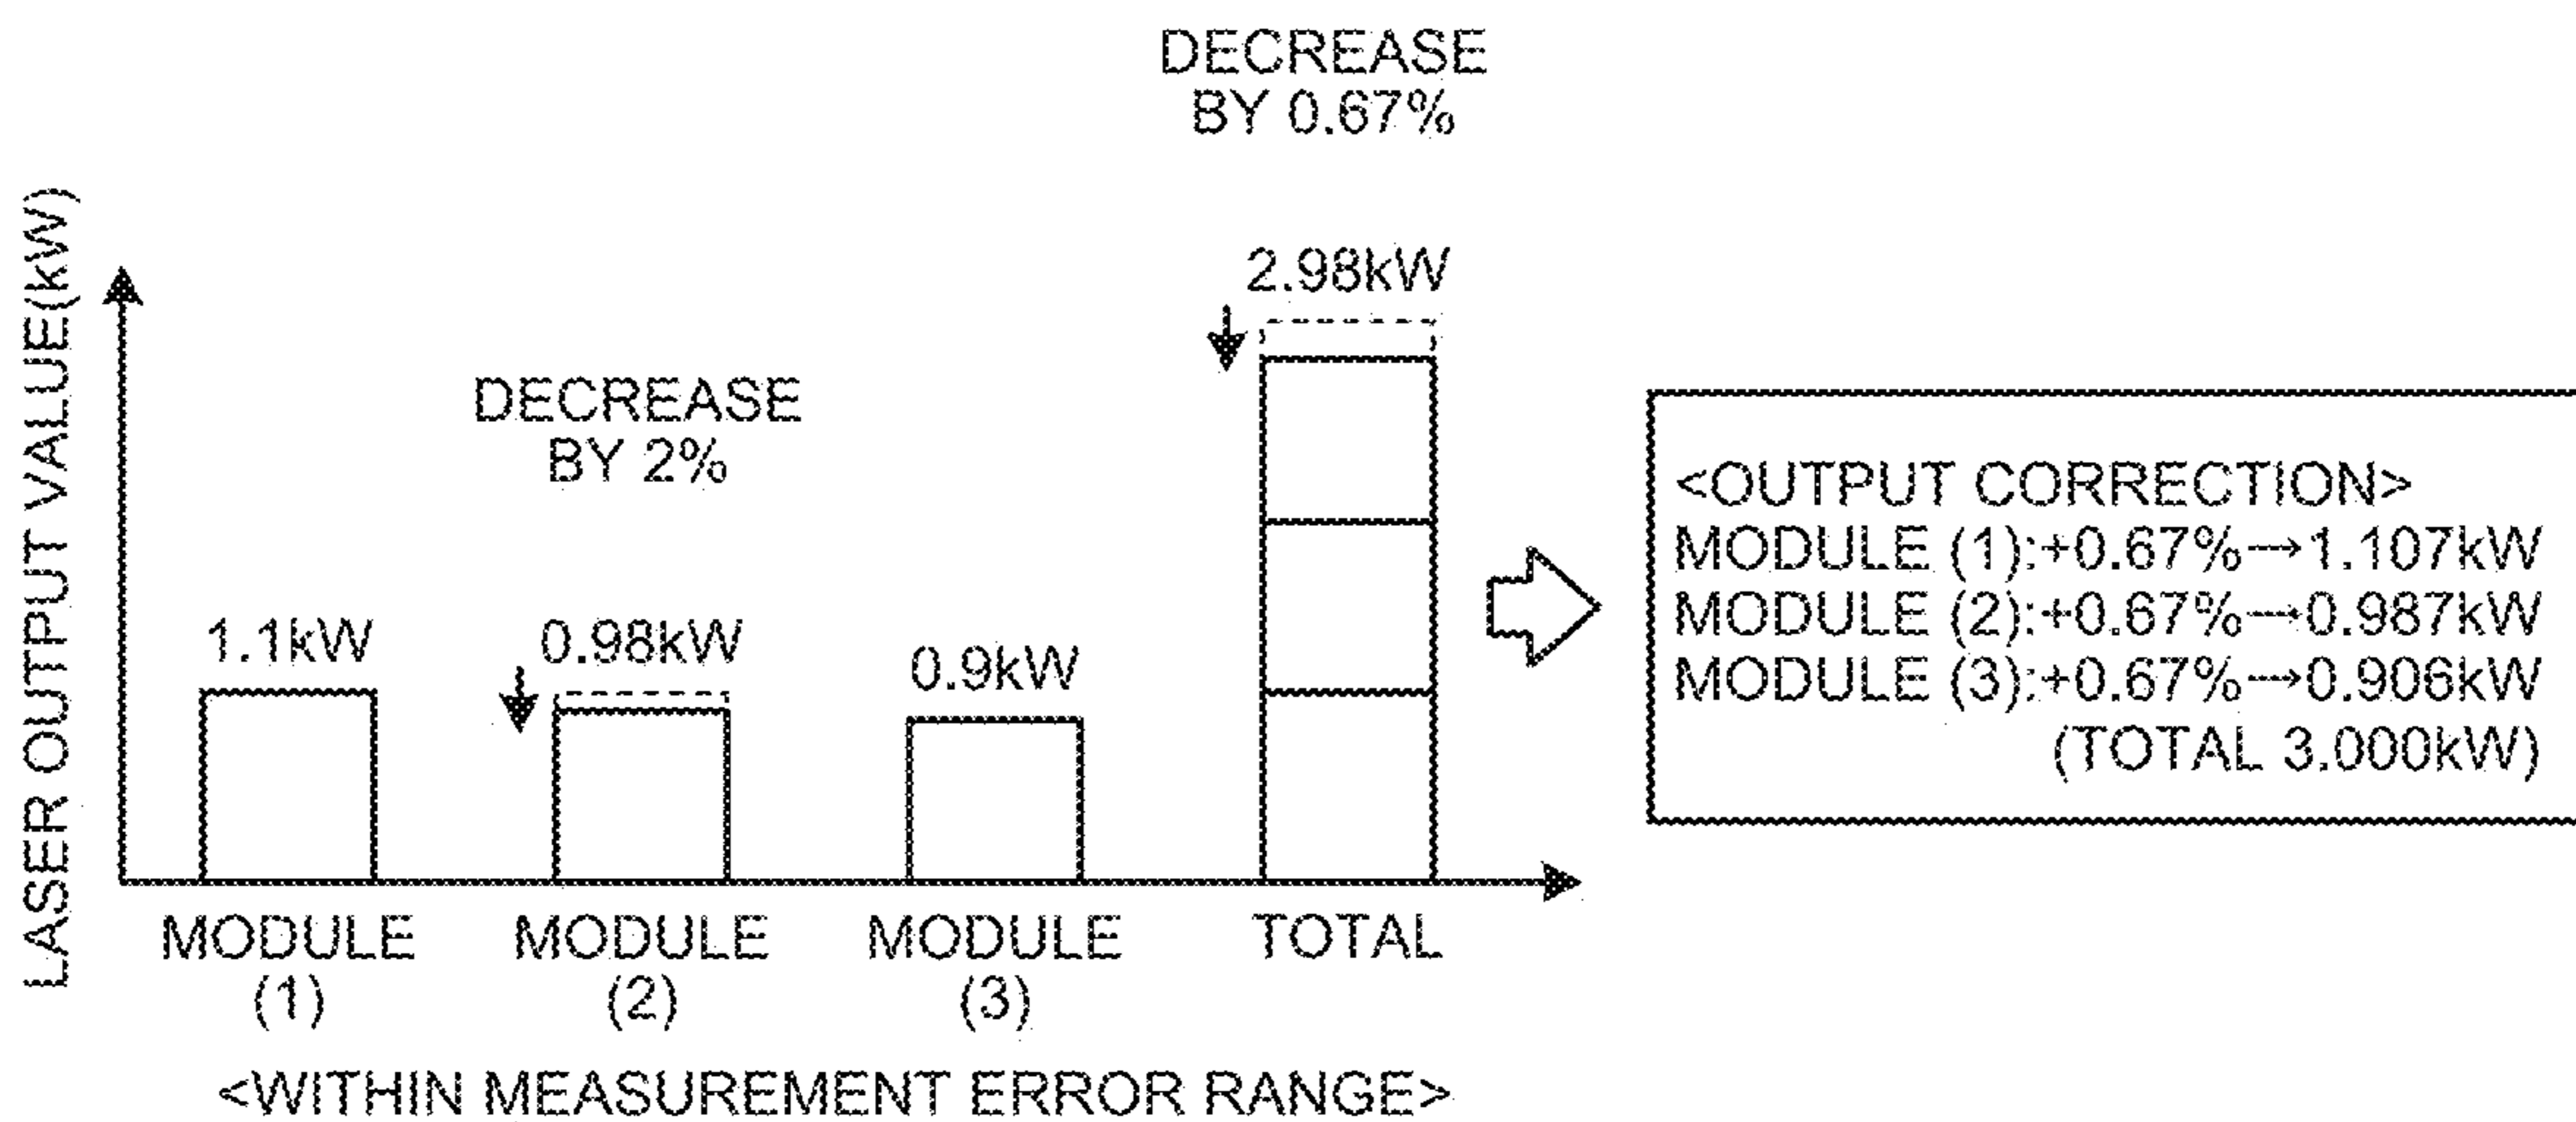 DECREASE
BY 0.67%
LASER OUTPUT VALUE(kW)
2.98kW
DECREASE
BY 2%
1.1kW
0.98kW
0.9kW
<OUTPUT CORRECTION>
MODULE (1):+0.67%→1.107kW
MODULE (2):+0.67%→0.987kW
MODULE (3):+0.67%→0.906kW
(TOTAL 3.000kW)
MODULE
(1)
MODULE
(2)
MODULE
(3)
TOTAL
<WITHIN MEASUREMENT ERROR RANGE>